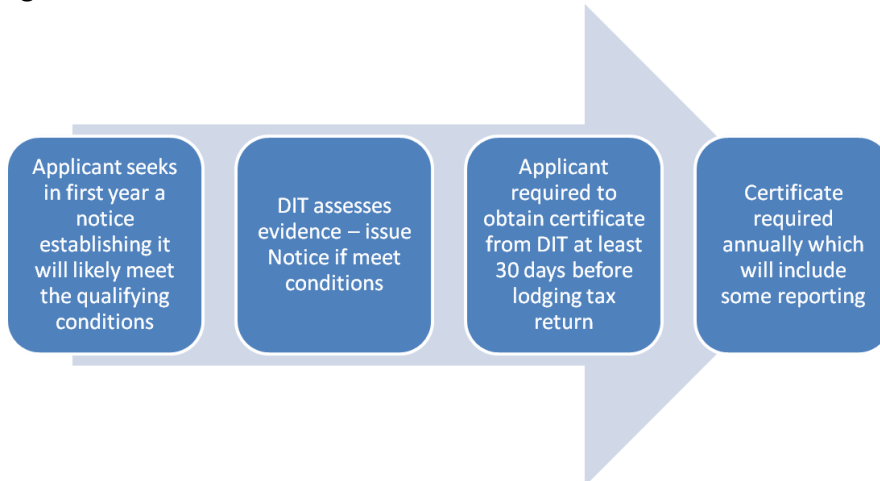 Applicant seeks
in first year a
notice
establishing it
will likely meet
the qualifying
conditions
DIT assesses
evidence – issue
Notice if meet
conditions
Applicant
required to
obtain certificate
from DIT at least
30 days before
lodging tax
return
Certificate
required
annually which
will include
some reporting